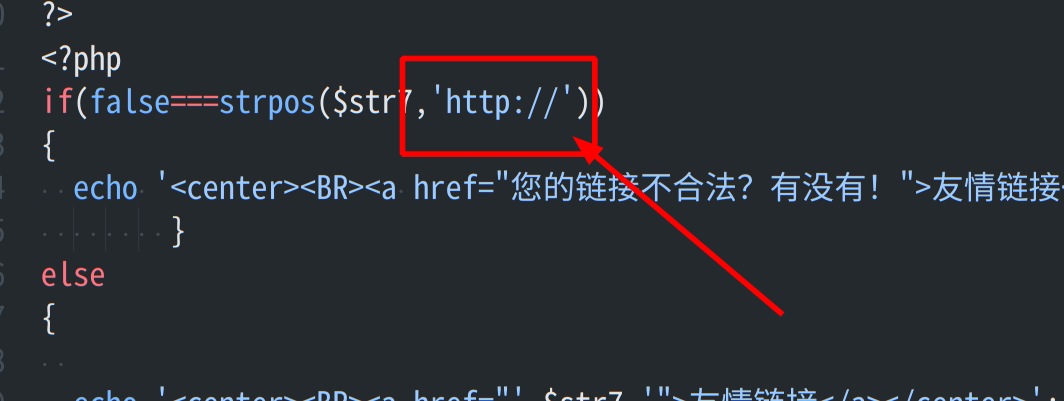 ?>
<?php
if(false===strpos($str7,'http://'))
{
echo '<center><BR><a href="您的链接不合法？有没有！">友情链接
}
else
{
echo '<center><BR><a href="'.$str7.'">友情链接</a></center>';